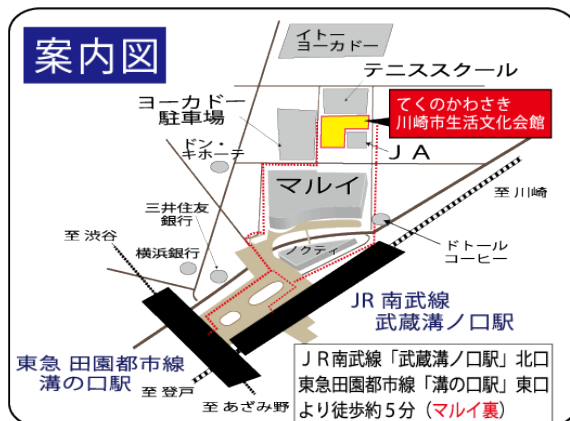 案内図
イトー
ヨーカドー
テニススクール
ヨーカドー
駐車場
てくのかわさき
川崎市生活文化会館
ドン・
キホーテ
ＪＡ
マルイ
至 川崎
三井住友
銀行
至 渋谷
横浜銀行
ノクティ
ドトール
コーヒー
JR 南武線
武蔵溝ノ口駅
東急 田園都市線
溝の口駅
至 登戸
至 あざみ野
ＪＲ南武線「武蔵溝ノ口駅」北口
東急田園都市線「溝の口駅」東口
より徒歩約５分（マルイ裏）